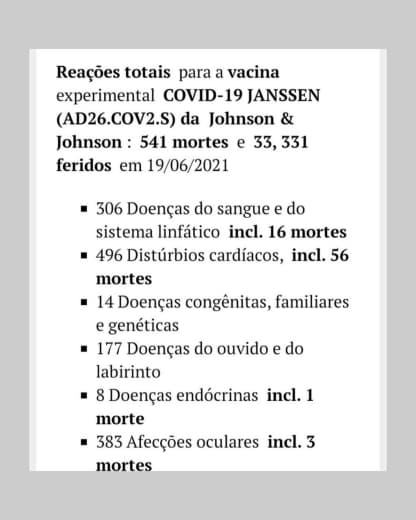 Reações totais para a vacina
experimental COVID-19 JANSSEN
(AD26.COV2.S) da Johnson &
Johnson : 541 mortes e 33, 331
feridos em 19/06/2021
▪ 306 Doenças do sangue e do
sistema linfático incl. 16 mortes
▪ 496 Distúrbios cardíacos, incl. 56
mortes
▪ 14 Doenças congênitas, familiares
e genéticas
▪ 177 Doenças do ouvido e do
labirinto
▪ 8 Doenças endócrinas incl. 1
morte
▪ 383 Afecções oculares incl. 3
mortes